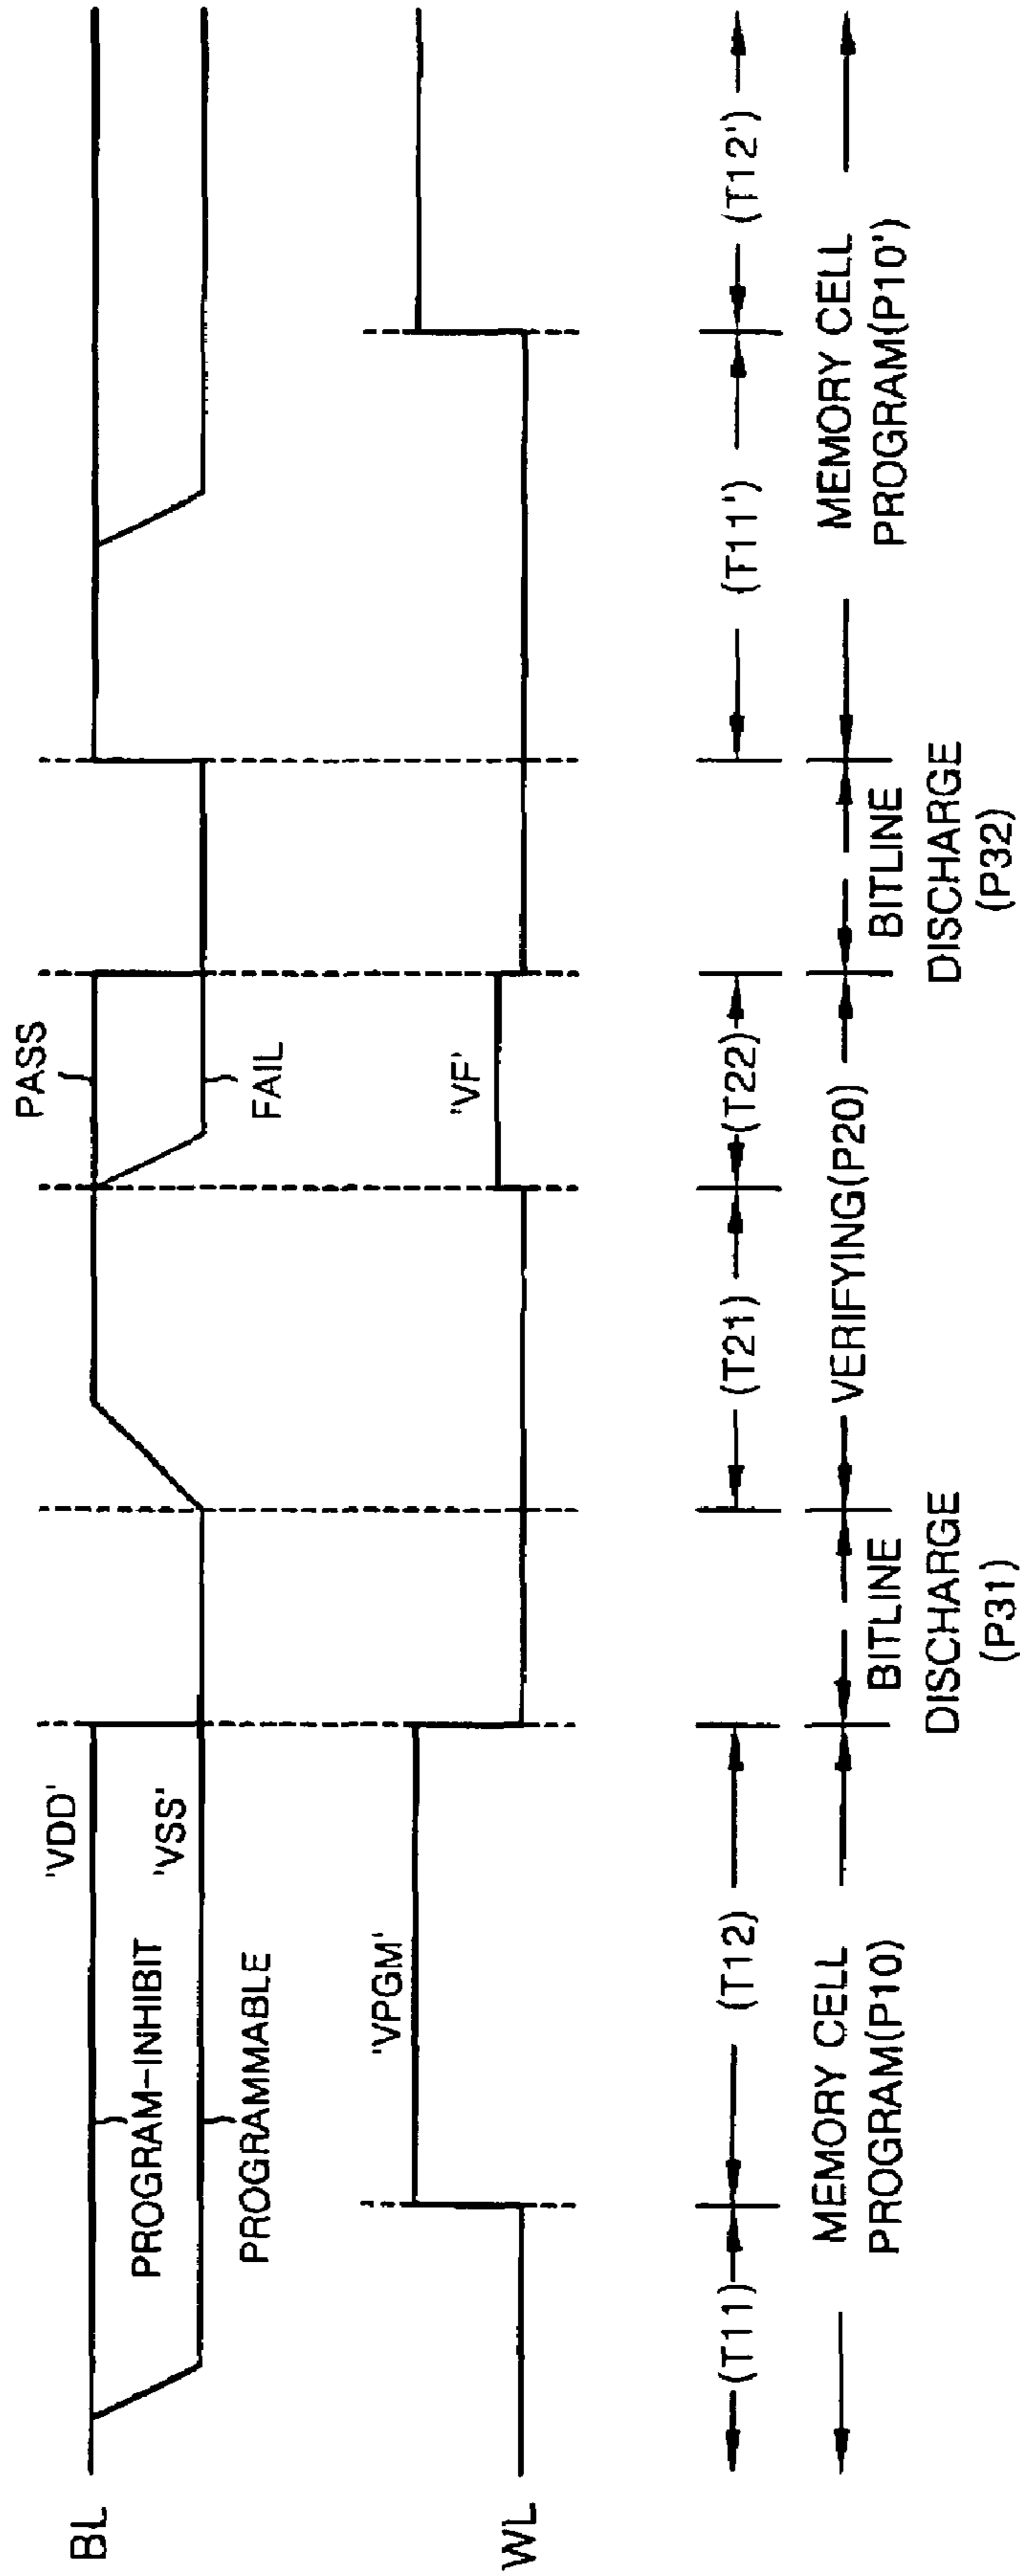 BL
'VDD'
PROGRAM-INHIBIT
'VSS'
PROGRAMMABLE
PASS
FAIL
WL
'VPGM'
'VF'
(T11)
(T12)
(T21)
(T22)
(T11')
(T12')
MEMORY CELL
PROGRAM(P10)
BITLINE
DISCHARGE
(P31)
VERIFYING(P20)
BITLINE
DISCHARGE
(P32)
MEMORY CELL
PROGRAM(P10')